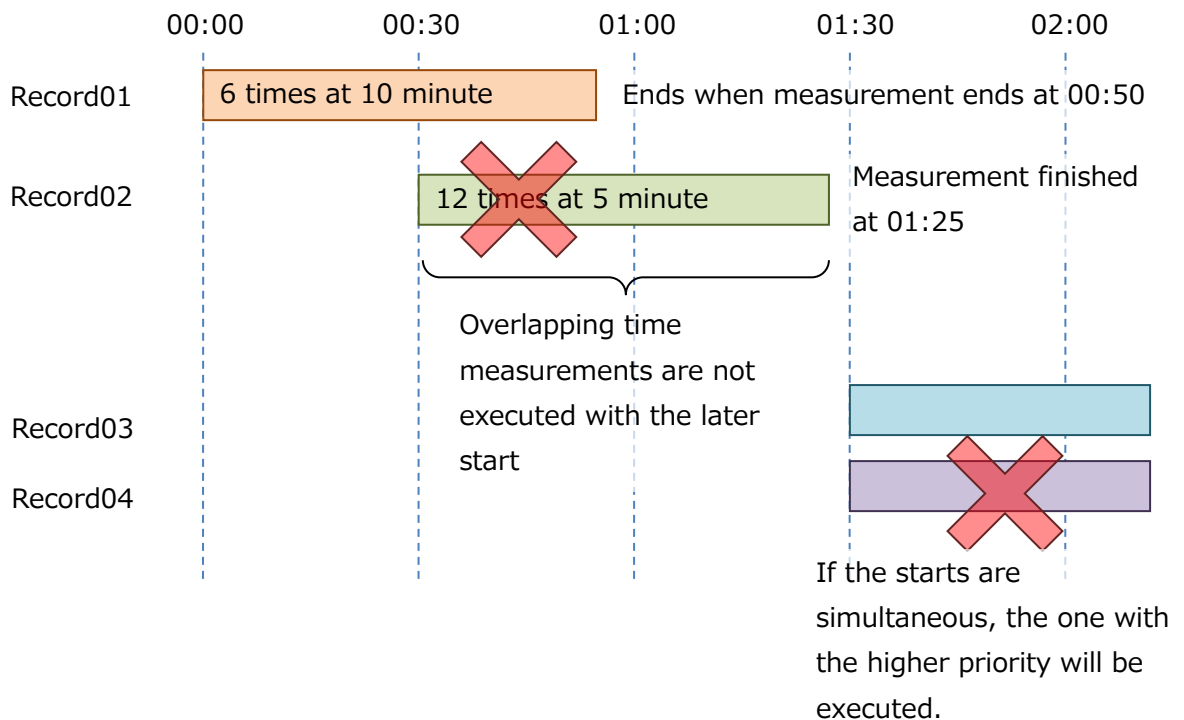 00:00 00:30 01:00 01:30 02:00
Record01
6 times at 10 minute
Ends when measurement ends at 00:50
Record02
12 times at 5 minute
Measurement finished
at 01:25
Overlapping time
measurements are not
executed with the later
start
Record03
Record04
If the starts are
simultaneous, the one with
the higher priority will be
executed.